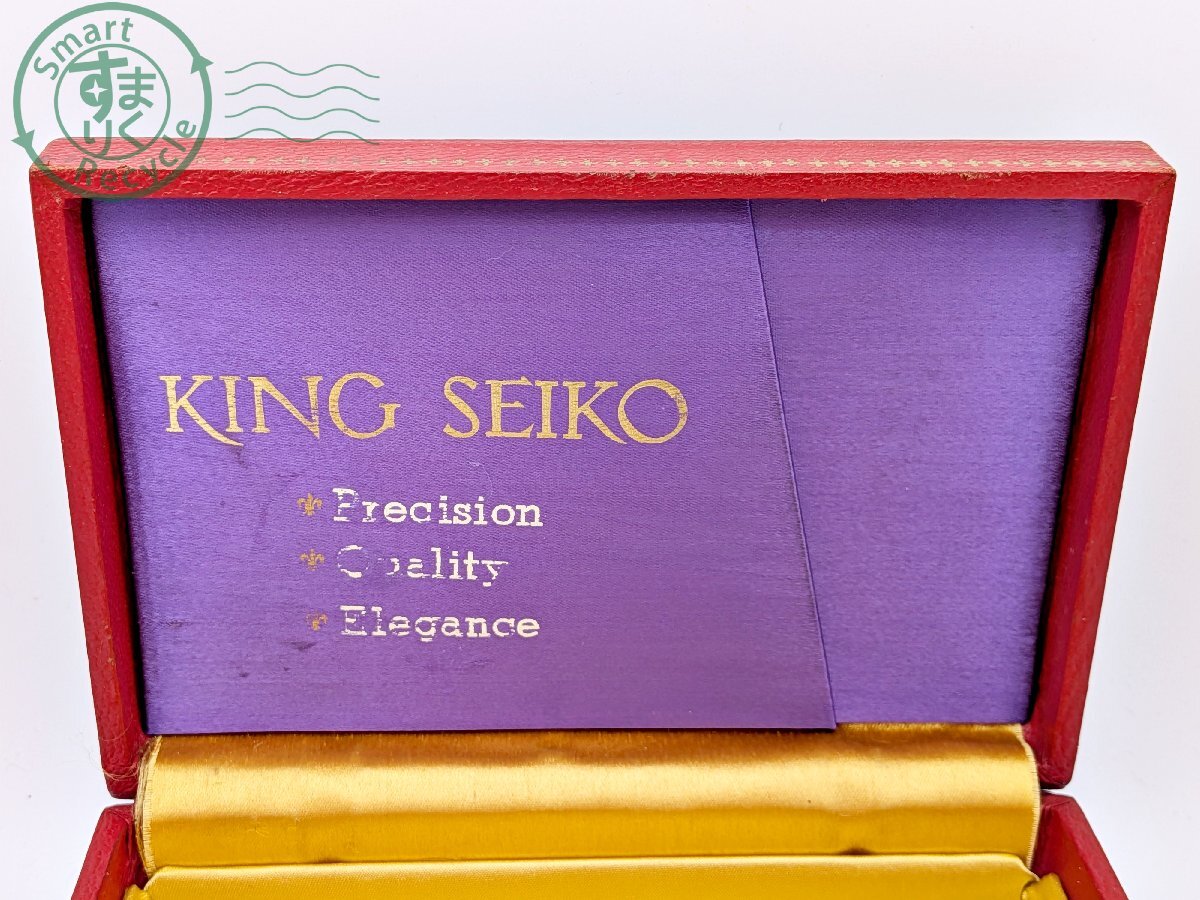 Smart
すま
りく
Recycle
KING SEIKO
Precision
Quality
Elegance